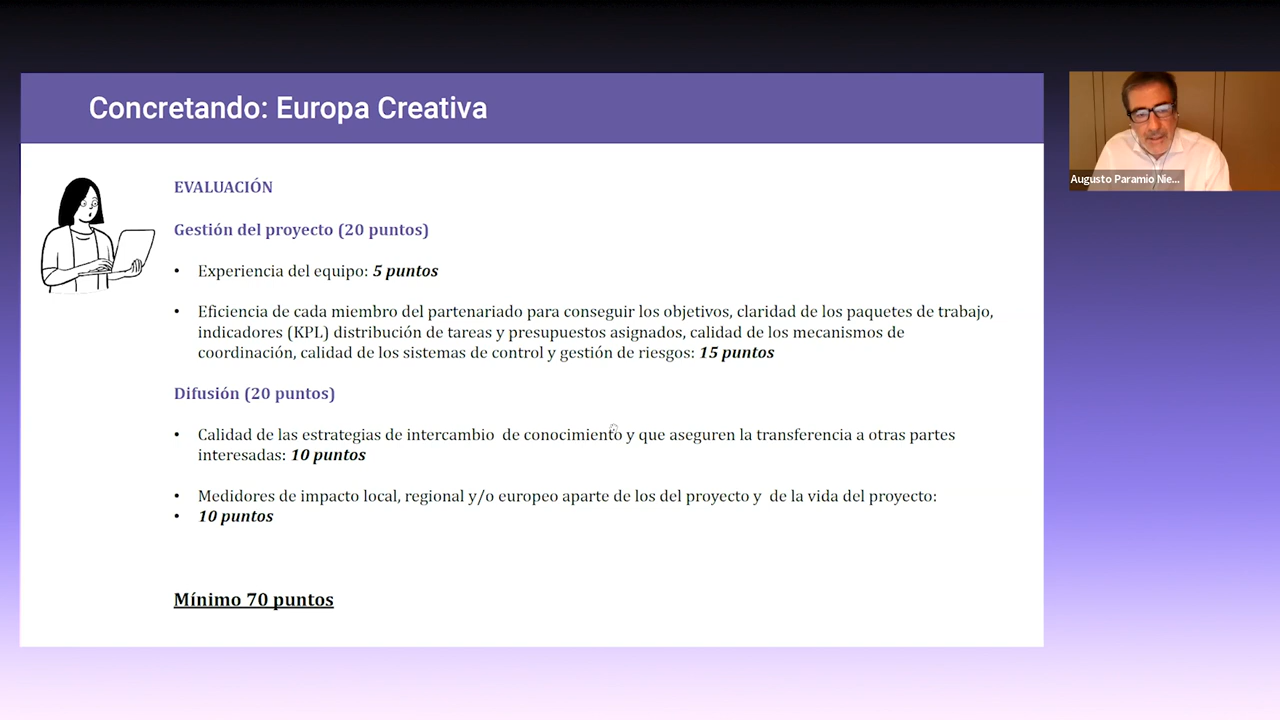 Concretando: Europa Creativa
EVALUACIÓN
Gestión del proyecto (20 puntos)
• Experiencia del equipo: 5 puntos
• Eficiencia de cada miembro del partenariado para conseguir los objetivos, claridad de los paquetes de trabajo,
indicadores (KPL) distribución de tareas y presupuestos asignados, calidad de los mecanismos de
coordinación, calidad de los sistemas de control y gestión de riesgos: 15 puntos
Difusión (20 puntos)
• Calidad de las estrategias de intercambio de conocimiento y que aseguren la transferencia a otras partes
interesadas: 10 puntos
• Medidores de impacto local, regional y/o europeo aparte de los del proyecto y de la vida del proyecto:
• 10 puntos
Mínimo 70 puntos
Augusto Paramio Nie...